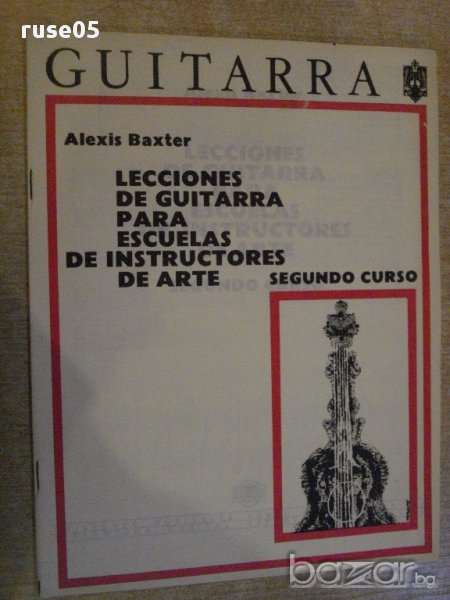 ruse05
GUITARRA
Alexis Baxter
LECCIONES
DE GUITARRA
PARA
ESCUELAS
DE INSTRUCTORES
DE ARTE
SEGUNDO CURSO
bazar.bg